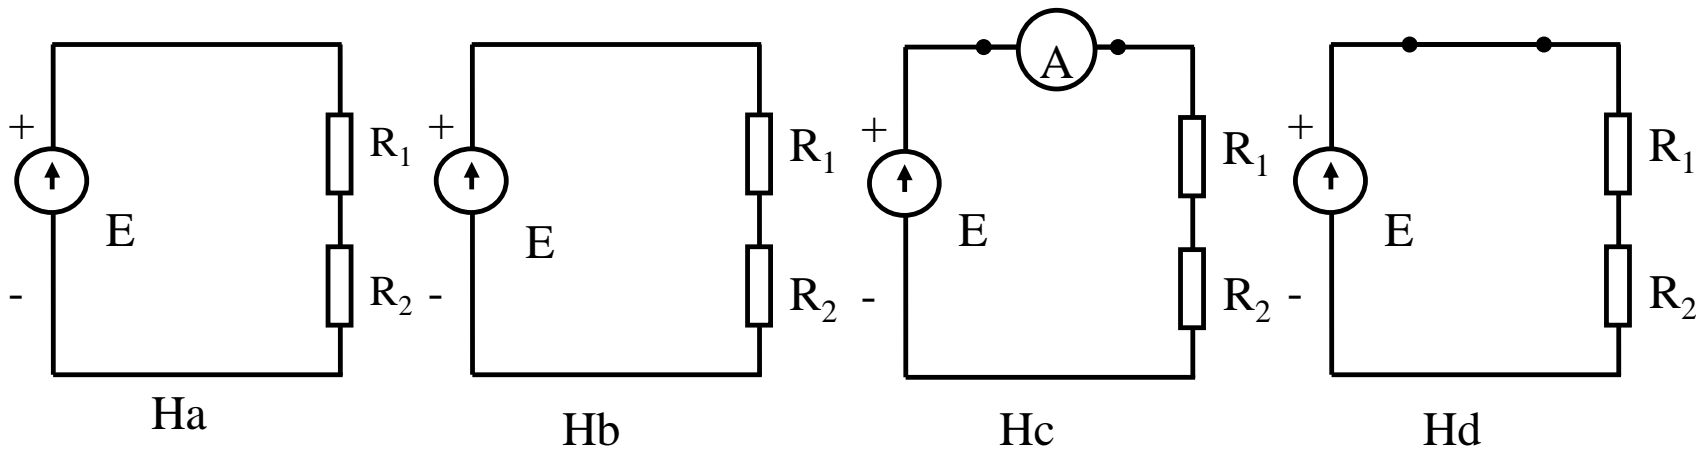 A
+ R₁ + R₁ + R₁ + R₁
E E E E
- R₂ - R₂ - R₂ - R₂
Ha Hb Hc Hd